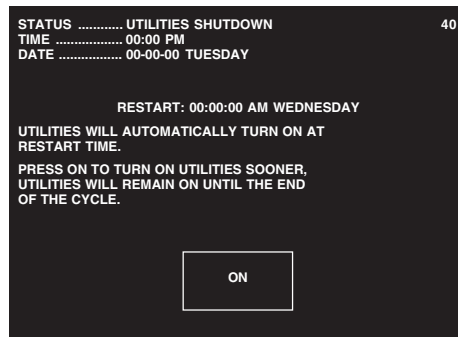 STATUS ............ UTILITIES SHUTDOWN 40
TIME .................. 00:00 PM
DATE ................. 00-00-00 TUESDAY
RESTART: 00:00:00 AM WEDNESDAY
UTILITIES WILL AUTOMATICALLY TURN ON AT
RESTART TIME.
PRESS ON TO TURN ON UTILITIES SOONER,
UTILITIES WILL REMAIN ON UNTIL THE END
OF THE CYCLE.
ON